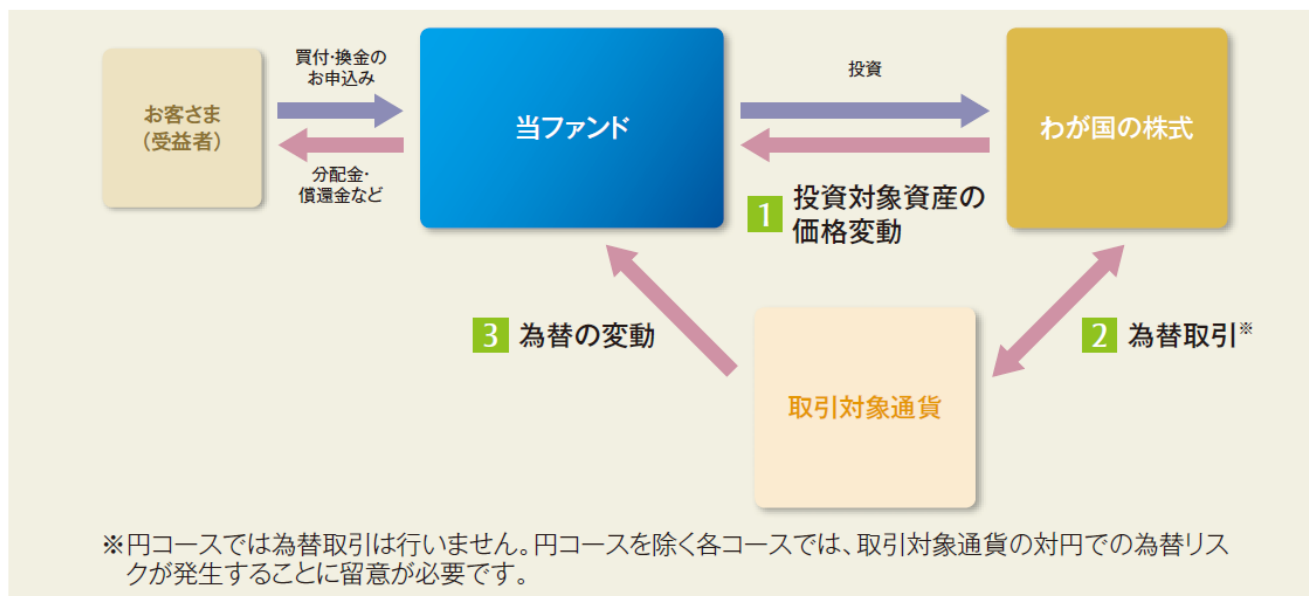 買付・換金の
お申込み
お客さま
（受益者）
分配金・
償還金など
当ファンド
投資
わが国の株式
1 投資対象資産の
価格変動
3 為替の変動
2 為替取引※
取引対象通貨
※円コースでは為替取引は行いません。円コースを除く各コースでは、取引対象通貨の対円での為替リス
クが発生することに留意が必要です。